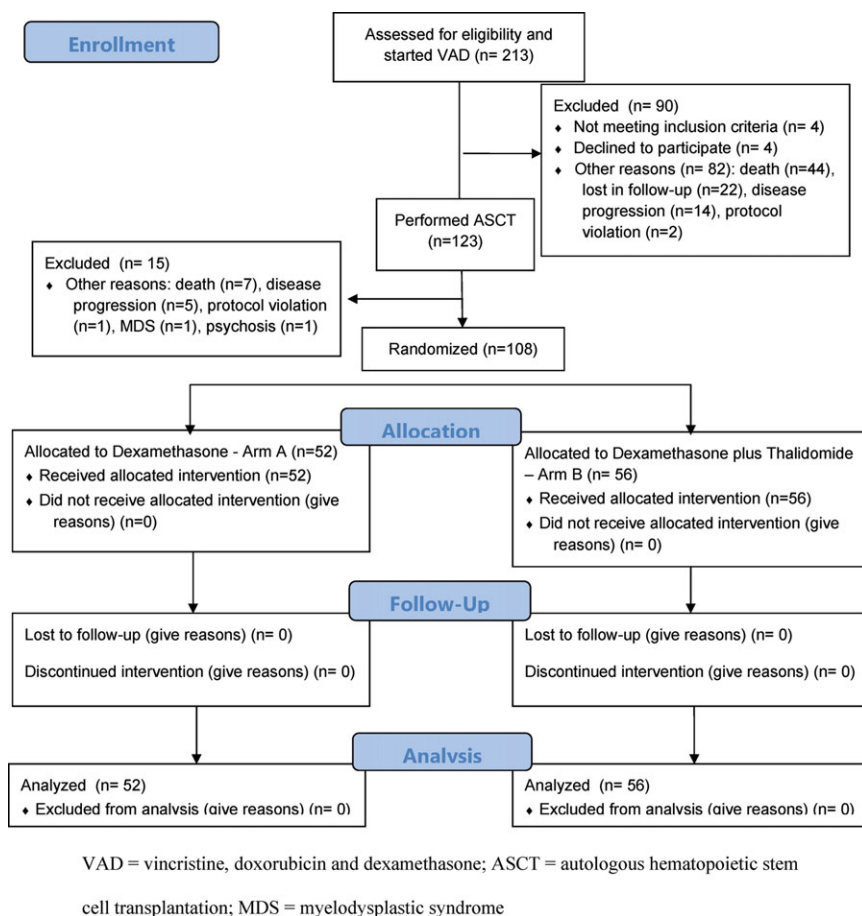 Enrollment
Assessed for eligibility and
started VAD (n= 213)
Excluded (n= 90)
♦ Not meeting inclusion criteria (n= 4)
♦ Declined to participate (n= 4)
♦ Other reasons (n= 82): death (n=44),
lost in follow-up (n=22), disease
progression (n=14), protocol
violation (n=2)
Performed ASCT
(n=123)
Excluded (n= 15)
♦ Other reasons: death (n=7), disease
progression (n=5), protocol violation
(n=1), MDS (n=1), psychosis (n=1)
Randomized (n=108)
Allocation
Allocated to Dexamethasone - Arm A (n=52)
♦ Received allocated intervention (n=52)
♦ Did not receive allocated intervention (give
reasons) (n=0)
Allocated to Dexamethasone plus Thalidomide
– Arm B (n= 56)
♦ Received allocated intervention (n=56)
♦ Did not receive allocated intervention (give
reasons) (n= 0)
Follow-Up
Lost to follow-up (give reasons) (n= 0)
Discontinued intervention (give reasons) (n= 0)
Lost to follow-up (give reasons) (n= 0)
Discontinued intervention (give reasons) (n= 0)
Analysis
Analyzed (n= 52)
♦ Excluded from analysis (give reasons) (n= 0)
Analyzed (n= 56)
♦ Excluded from analysis (give reasons) (n= 0)
VAD = vincristine, doxorubicin and dexamethasone; ASCT = autologous hematopoietic stem
cell transplantation; MDS = myelodysplastic syndrome